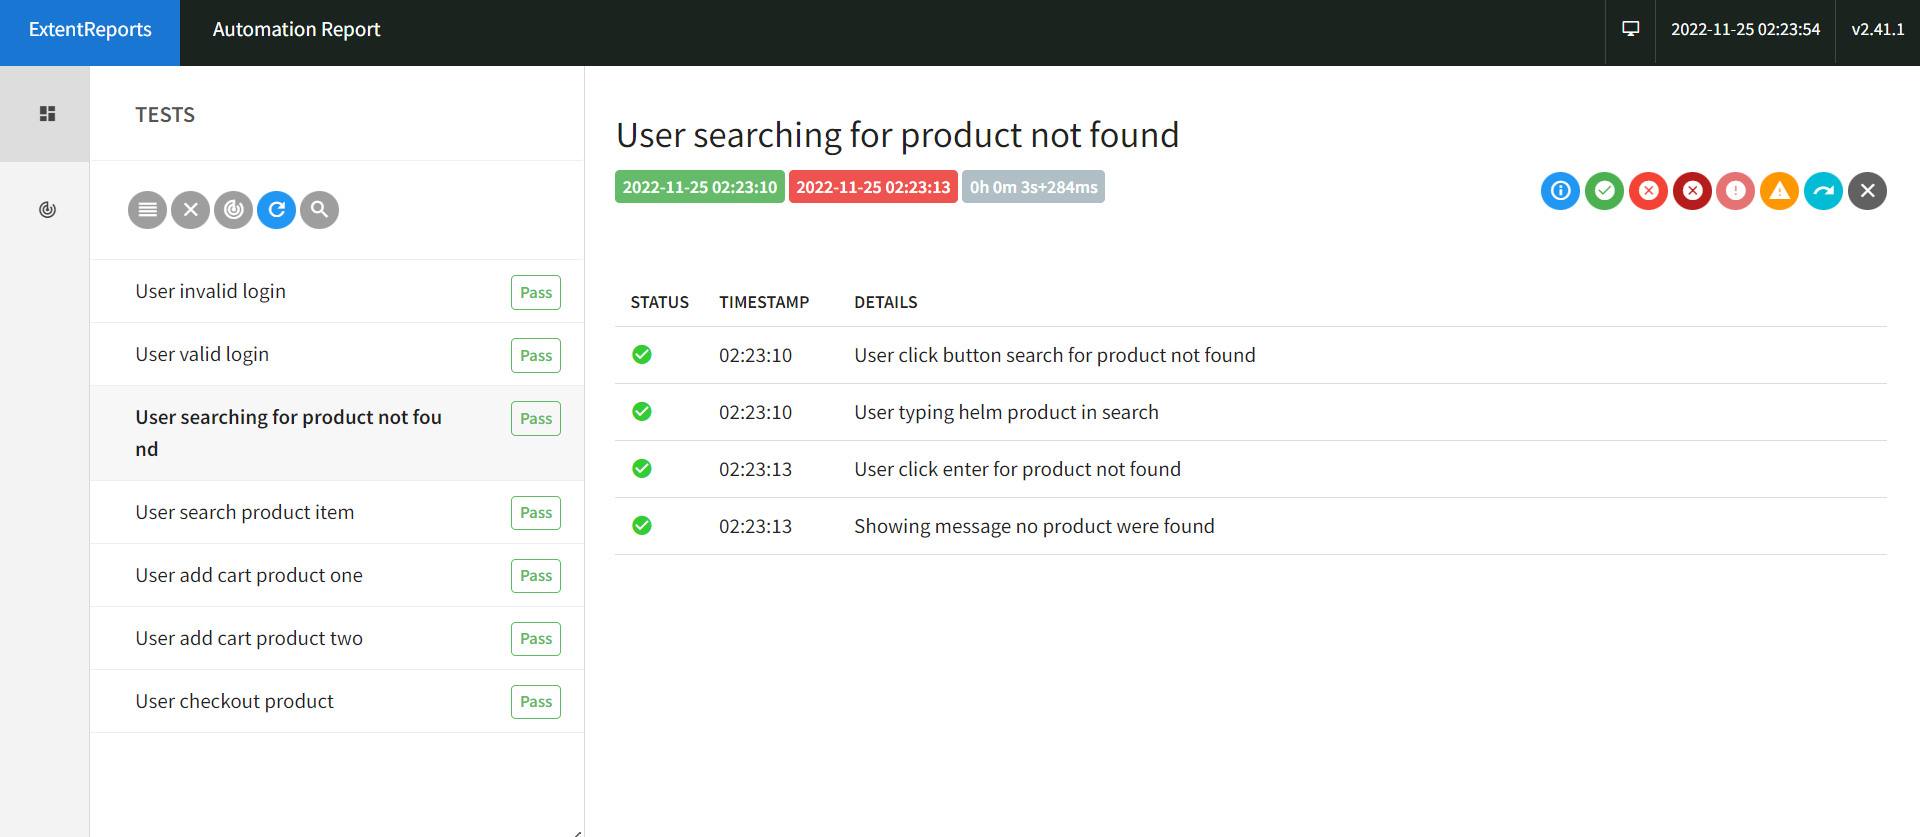 ExtentReports
Automation Report
2022-11-25 02:23:54
v2.41.1
TESTS
User invalid login
Pass
User valid login
Pass
User searching for product not fou
nd
Pass
User search product item
Pass
User add cart product one
Pass
User add cart product two
Pass
User checkout product
Pass
User searching for product not found
2022-11-25 02:23:10
2022-11-25 02:23:13
0h 0m 3s+284ms
STATUS TIMESTAMP DETAILS
02:23:10 User click button search for product not found
02:23:10 User typing helm product in search
02:23:13 User click enter for product not found
02:23:13 Showing message no product were found